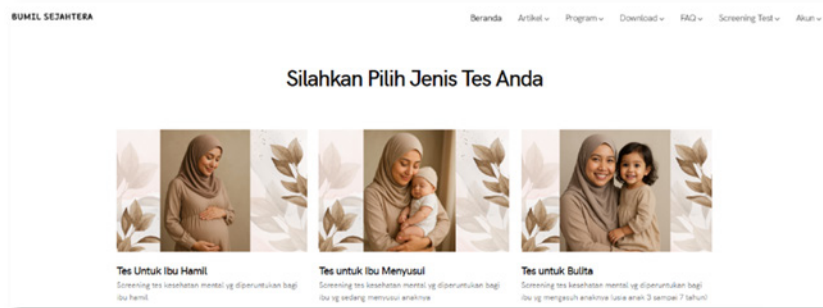 BUMIL SEJAHTERA
Beranda Artikel Program Download FAQ Screening Test Akun
Silahkan Pilih Jenis Tes Anda
Tes Untuk Ibu Hamil
Screening tes kesehatan mental yg diperuntukan bagi
ibu hamil
Tes untuk Ibu Menyusui
Screening tes kesehatan mental yg diperuntukan bagi
ibu yg sedang menyusui anaknya
Tes untuk Bulita
Screening tes kesehatan mental yg diperuntukan bagi
ibu yg mengasuh anaknya (usia anak 3 sampai 7 tahun)